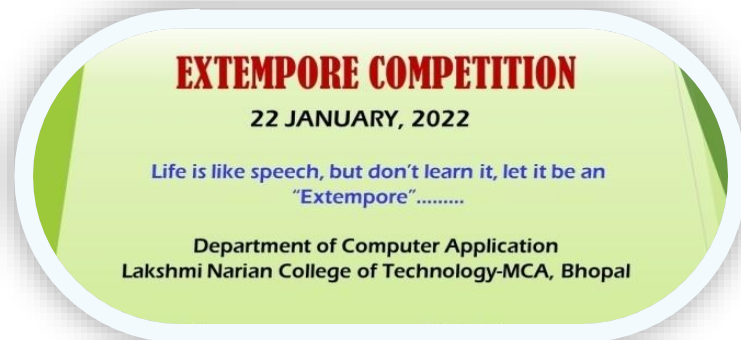 EXTEMPORE COMPETITION
22 JANUARY, 2022
Life is like speech, but don't learn it, let it be an
"Extempore".........
Department of Computer Application
Lakshmi Narian College of Technology-MCA, Bhopal